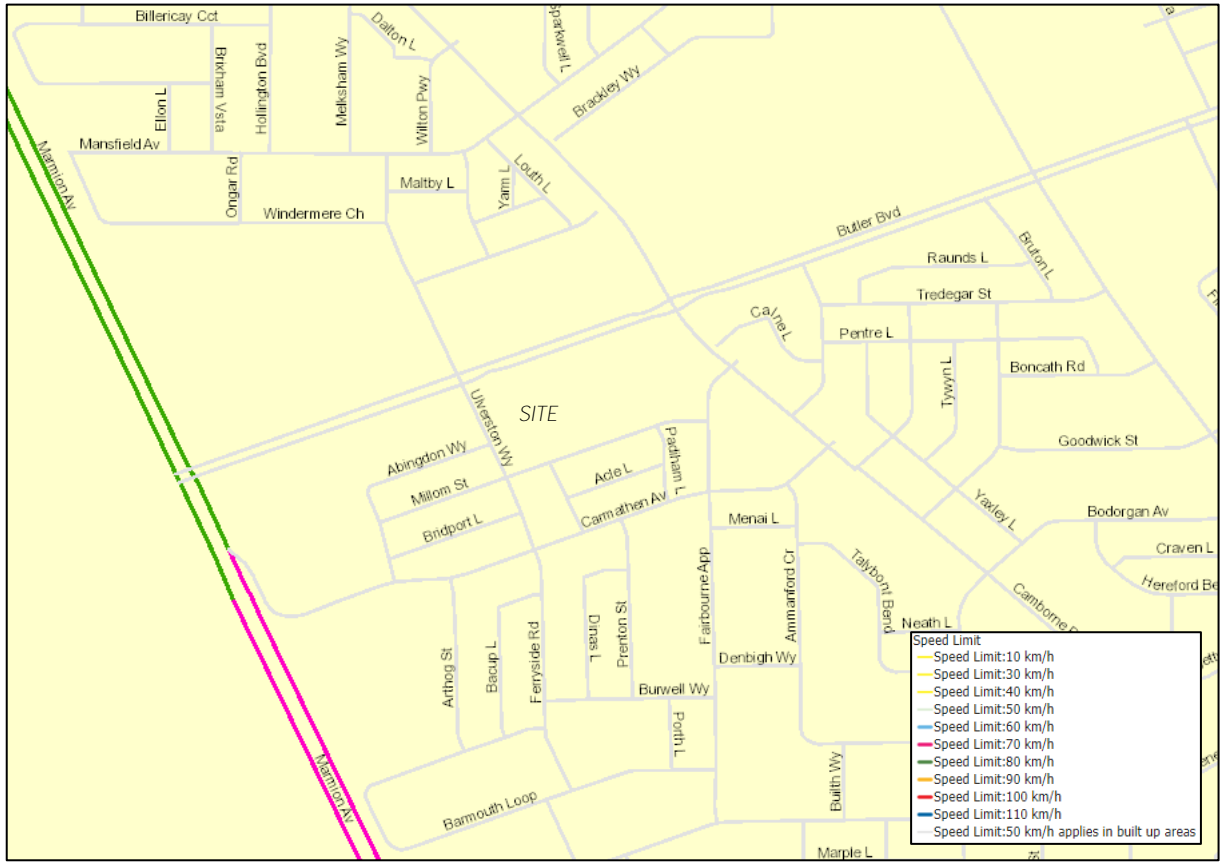 Billericay Cct
Dalton L
Sparkwell L
Brixham Vsta
Hollington Bvd
Melksham Wy
Wilton Pwy
Brackley Wy
Ellon L
Mansfield Av
Marmion Av
Ongar Rd
Maltby L
Yarm L
Louth L
Windermere Ch
Butler Bvd
Bruton L
Raunds L
Tredegar St
Calne L
Pentre L
Tywyu L
Boncath Rd
Ulverston Wy
SITE
Goodwick St
Abingdon Wy
Padiham L
Acle L
Millom St
Carmathen Av
Bridport L
Menai L
Yaxley L
Bodorgan Av
Craven L
Talybont Bend
Hereford Be
Fairbourne App
Ammanford Cr
Camborne
Neath L
Dinas L
Prenton St
Arthog St
Bacup L
Ferryside Rd
Denbigh Wy
Burwell Wy
Porth L
Builth Wy
Marmion Av
Barmouth Loop
Marple L
St
Speed Limit
Speed Limit:10 km/h
Speed Limit:30 km/h
Speed Limit:40 km/h
Speed Limit:50 km/h
Speed Limit:60 km/h
Speed Limit:70 km/h
Speed Limit:80 km/h
Speed Limit:90 km/h
Speed Limit:100 km/h
Speed Limit:110 km/h
Speed Limit:50 km/h applies in built up areas